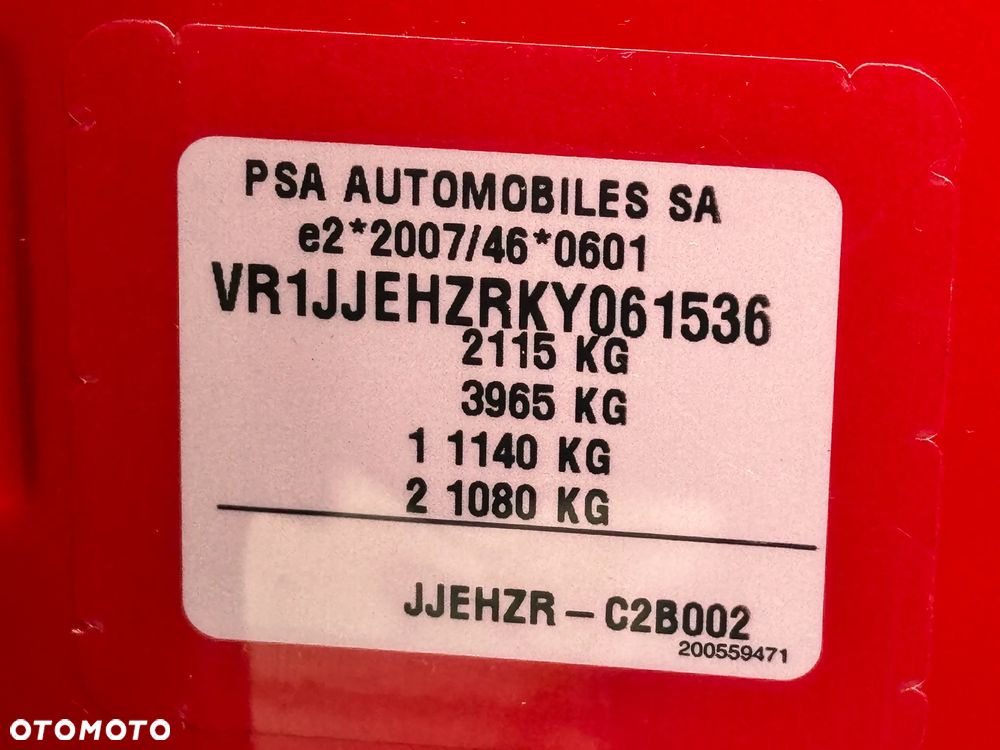 PSA AUTOMOBILES SA
e2*2007/46*0601
VR1JJEHZRKY061536
2115 KG
3965 KG
1 1140 KG
2 1080 KG
JJEHZR – C2B002
200559471
OTOMOTO